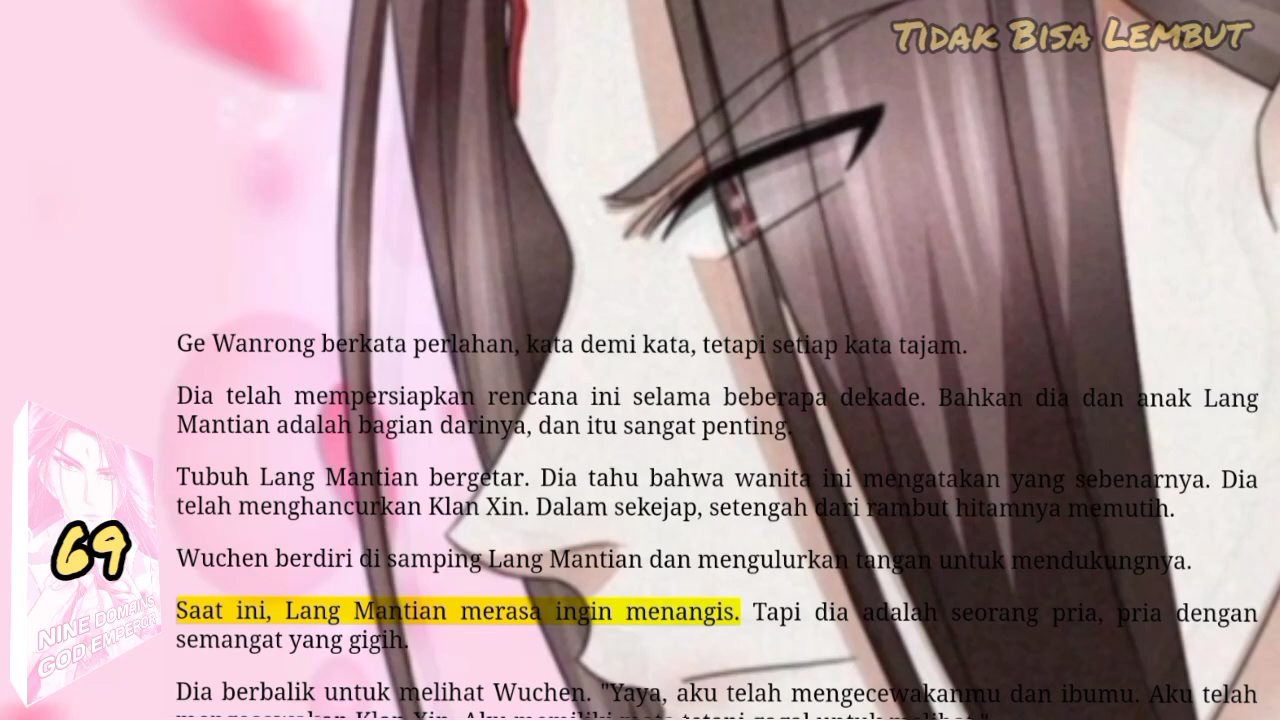 Tidak Bisa Lembut
Ge Wanrong berkata perlahan, kata demi kata, tetapi setiap kata tajam.
Dia telah mempersiapkan rencana ini selama beberapa dekade. Bahkan dia dan anak Lang
Mantian adalah bagian darinya, dan itu sangat penting.
Tubuh Lang Mantian bergetar. Dia tahu bahwa wanita ini mengatakan yang sebenarnya. Dia
telah menghancurkan Klan Xin. Dalam sekejap, setengah dari rambut hitamnya memutih.
Wuchen berdiri di samping Lang Mantian dan mengulurkan tangan untuk mendukungnya.
Saat ini, Lang Mantian merasa ingin menangis. Tapi dia adalah seorang pria, pria dengan
semangat yang gigih.
Dia berbalik untuk melihat Wuchen. "Yaya, aku telah mengecewakanmu dan ibumu. Aku telah
69
NINE DOMAINS
GOD EMPEROR